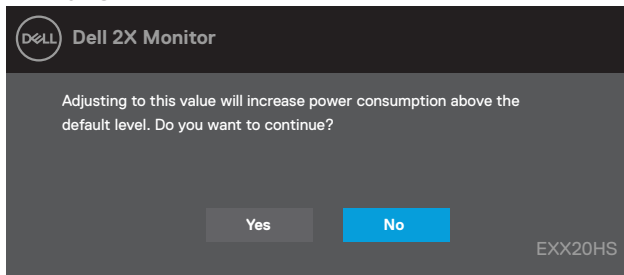 DELL Dell 2X Monitor
Adjusting to this value will increase power consumption above the
default level. Do you want to continue?
Yes No
EXX20HS